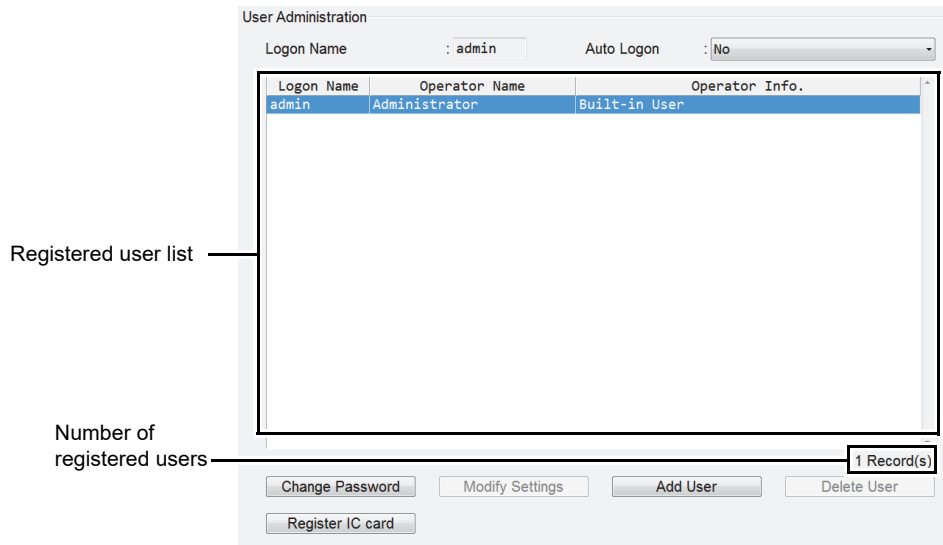 User Administration
Logon Name : admin Auto Logon : No
Logon Name Operator Name Operator Info.
admin Administrator Built-in User
Registered user list
Number of
registered users
1 Record(s)
Change Password Modify Settings Add User Delete User
Register IC card